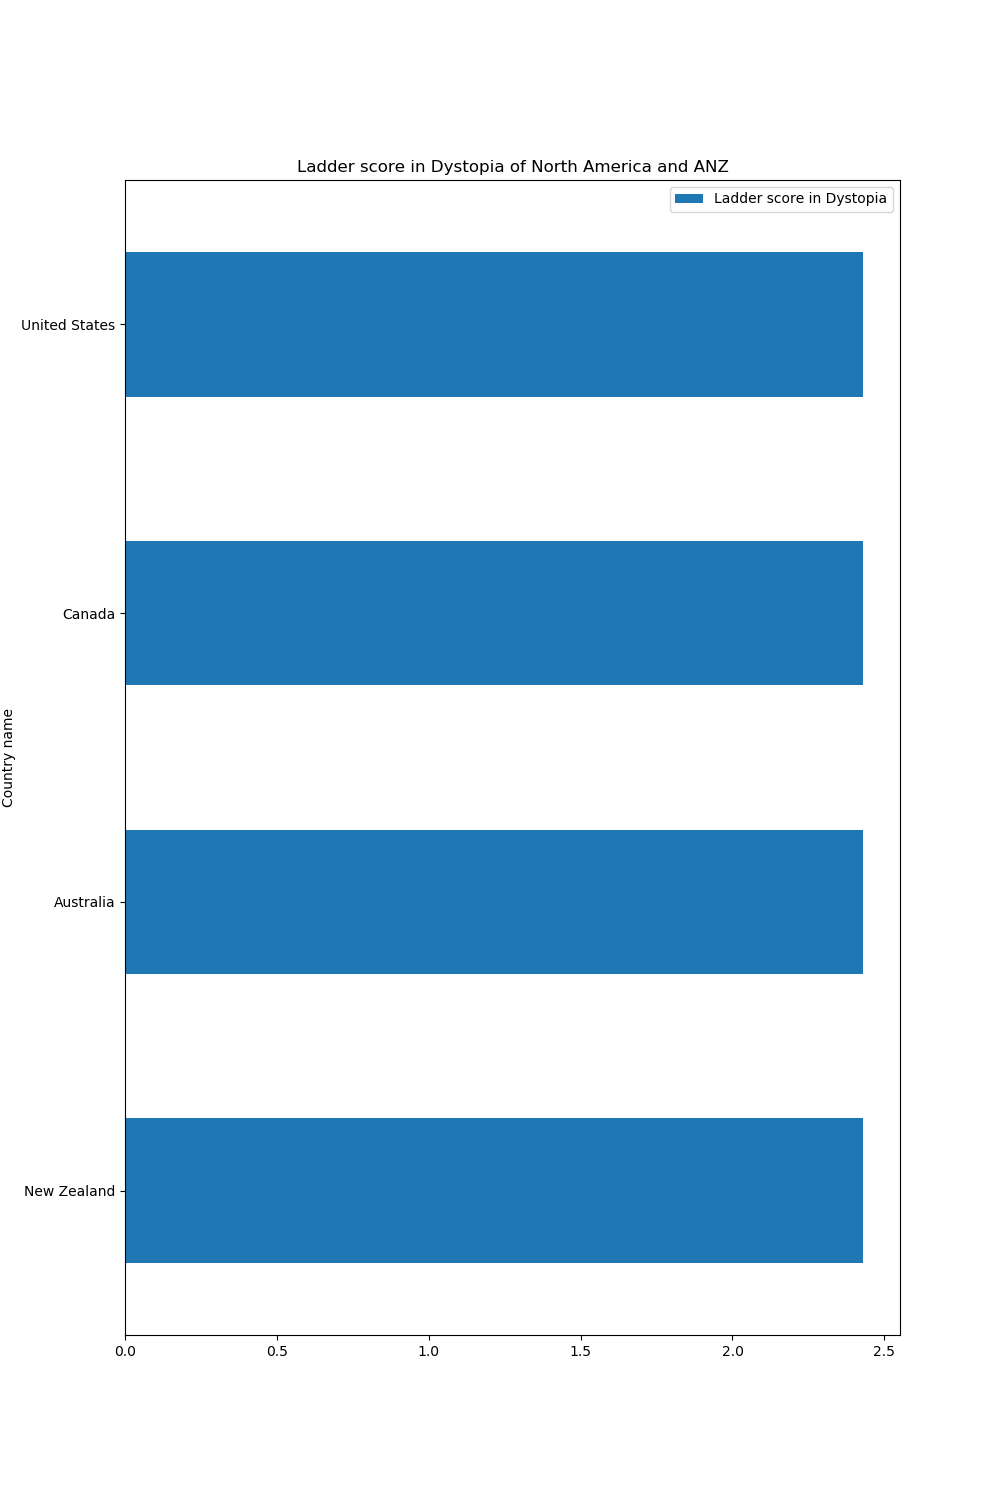 Ladder score in Dystopia of North America and ANZ
Ladder score in Dystopia
United States
Canada
Country name
Australia
New Zealand
0.0 0.5 1.0 1.5 2.0 2.5